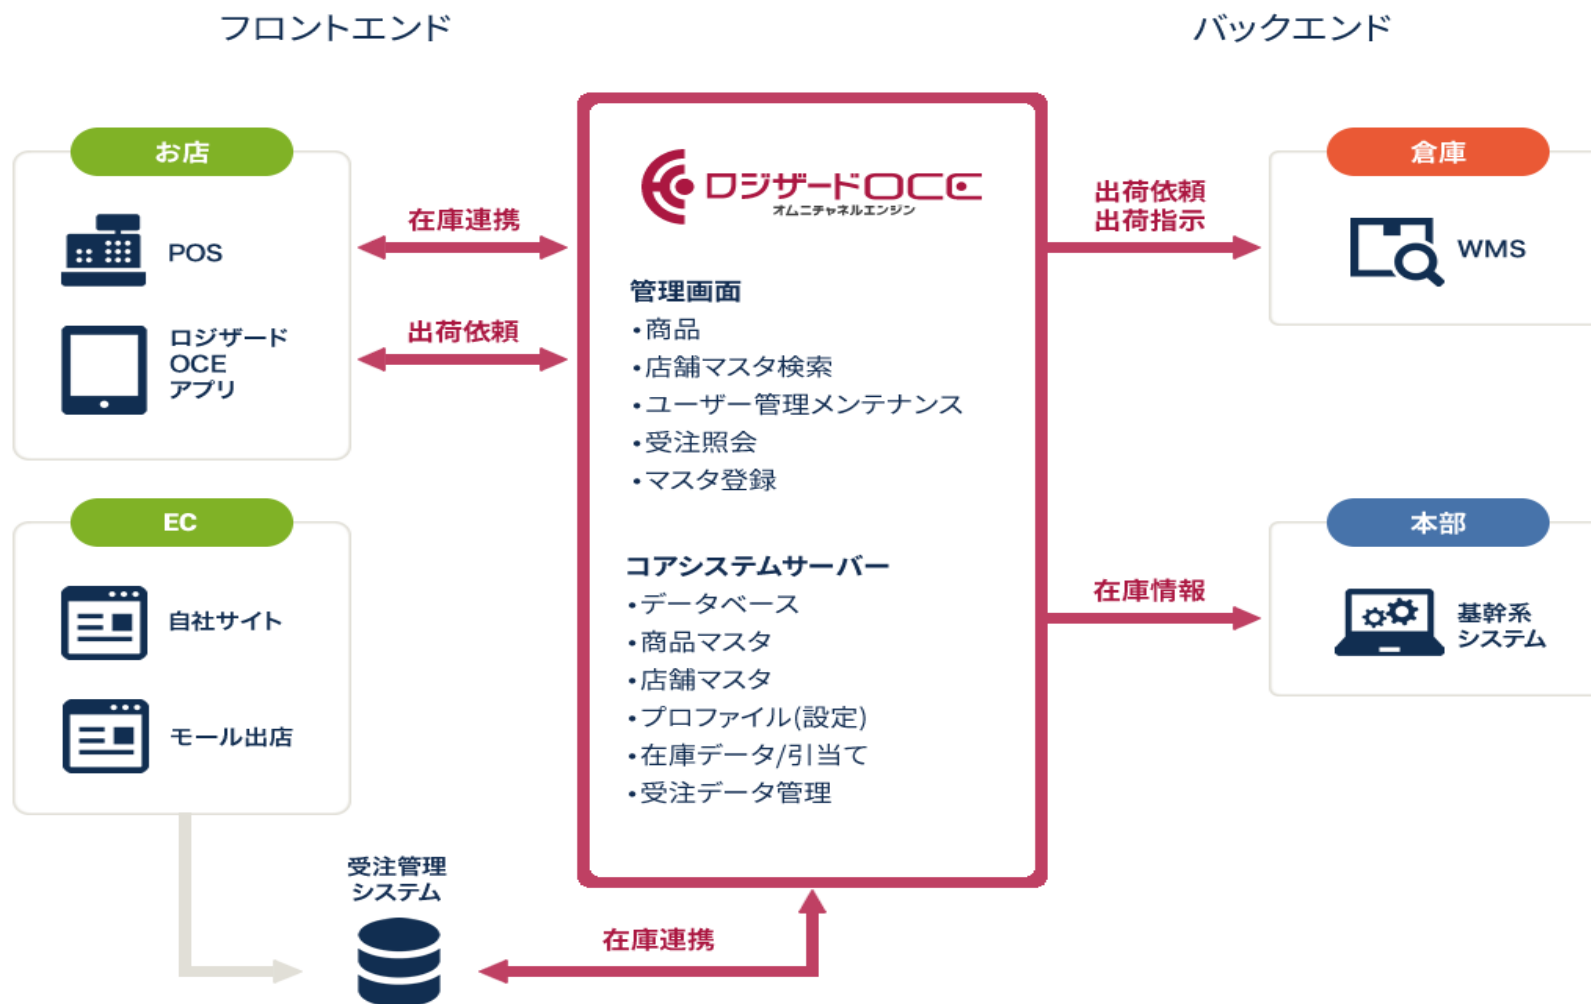 フロントエンド
バックエンド
お店
POS
ロジザード
OCE
アプリ
在庫連携
出荷依頼
EC
自社サイト
モール出店
受注管理
システム
在庫連携
ロジザードOCE
オムニチャネルエンジン
管理画面
・商品
・店舗マスタ検索
・ユーザー管理メンテナンス
・受注照会
・マスタ登録
コアシステムサーバー
・データベース
・商品マスタ
・店舗マスタ
・プロファイル(設定)
・在庫データ/引当て
・受注データ管理
出荷依頼
出荷指示
倉庫
WMS
在庫情報
本部
基幹系
システム